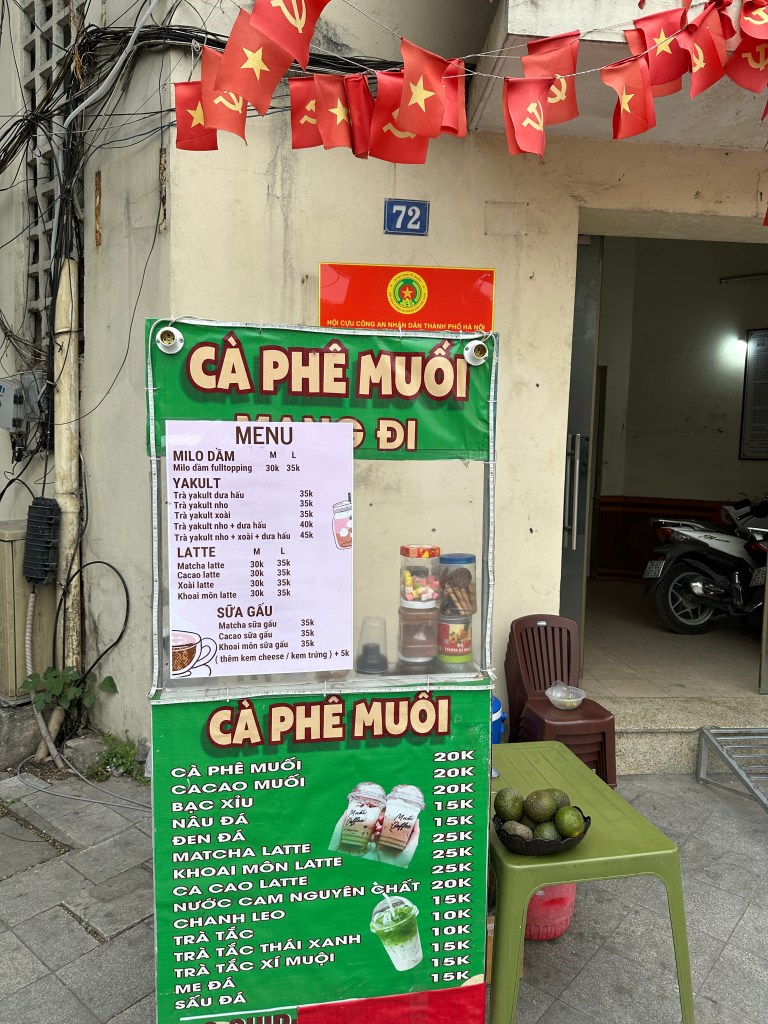 72
HỘI CỰU CÔNG AN NHÂN DÂN THÀNH PHỐ HÀ NỘI
CÀ PHÊ MUỐI
MANG ĐI
MENU
MILO DẦM M L
Milo dầm fulltopping 30k 35k
YAKULT
Trà yakult dưa hấu 35k
Trà yakult nho 35k
Trà yakult xoài 35k
Trà yakult nho + dưa hấu 40k
Trà yakult nho + xoài + dưa hấu 45k
LATTE M L
Matcha latte 30k 35k
Cacao latte 30k 35k
Xoài latte 30k 35k
Khoai môn latte 30k 35k
SỮA GẤU
Matcha sữa gấu 35k
Cacao sữa gấu 35k
Khoai môn sữa gấu 35k
( thêm kem cheese / kem trứng ) + 5k
CÀ PHÊ MUỐI
CÀ PHÊ MUỐI 20K
CACAO MUỐI 20K
BẠC XỈU 20K
NÂU ĐÁ 15K
ĐEN ĐÁ 15K
MATCHA LATTE 25K
KHOAI MÔN LATTE 25K
CA CAO LATTE 25K
NƯỚC CAM NGUYÊN CHẤT 20K
CHANH LEO 15K
TRÀ TẮC 10K
TRÀ TẮC THÁI XANH 10K
TRÀ TẮC XÍ MUỘI 15K
ME ĐÁ 15K
SẤU ĐÁ 15K
Muối Coffee
Muối Coffee